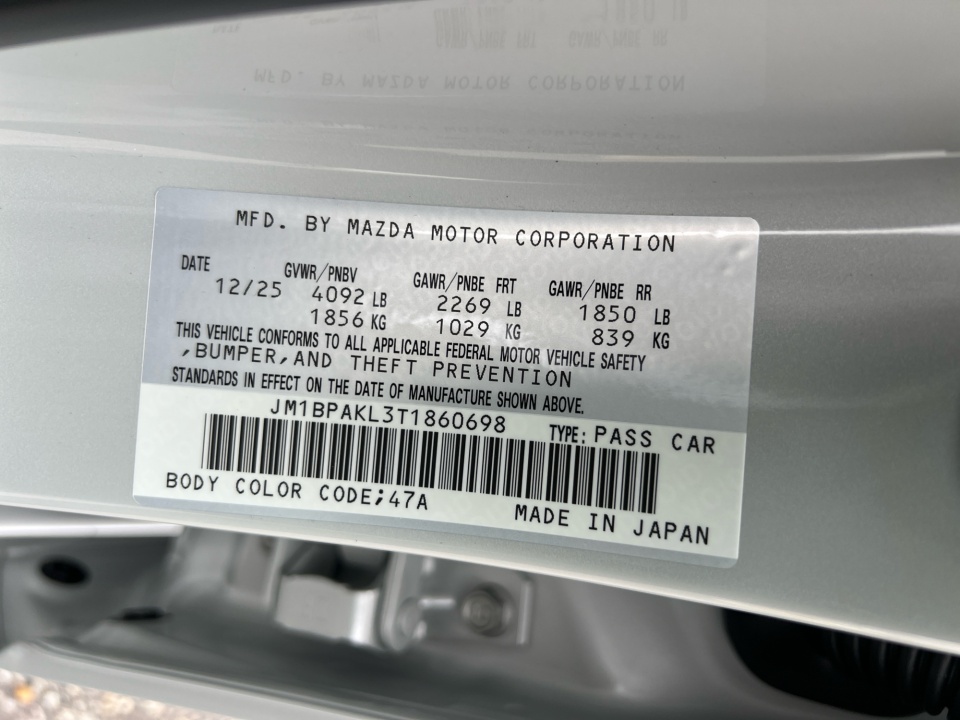 MFD. BY MAZDA MOTOR CORPORATION
DATE GVWR/PNBV GAWR/PNBE FRT GAWR/PNBE RR
12/25 4092 LB 2269 LB 1850 LB
1856 KG 1029 KG 839 KG
THIS VEHICLE CONFORMS TO ALL APPLICABLE FEDERAL MOTOR VEHICLE SAFETY
,BUMPER,AND THEFT PREVENTION
STANDARDS IN EFFECT ON THE DATE OF MANUFACTURE SHOWN ABOVE.
JM1BPAKL3T1860698 TYPE: PASS CAR
BODY COLOR CODE;47A MADE IN JAPAN